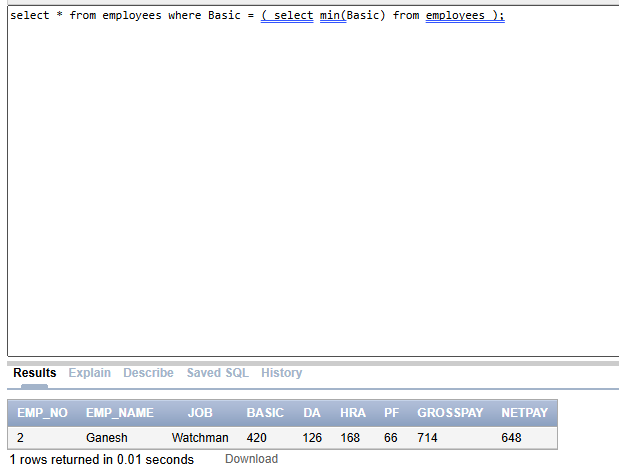 select * from employees where Basic = ( select min(Basic) from employees );
Results Explain Describe Saved SQL History
EMP_NO EMP_NAME JOB BASIC DA HRA PF GROSSPAY NETPAY
2 Ganesh Watchman 420 126 168 66 714 648
1 rows returned in 0.01 seconds Download